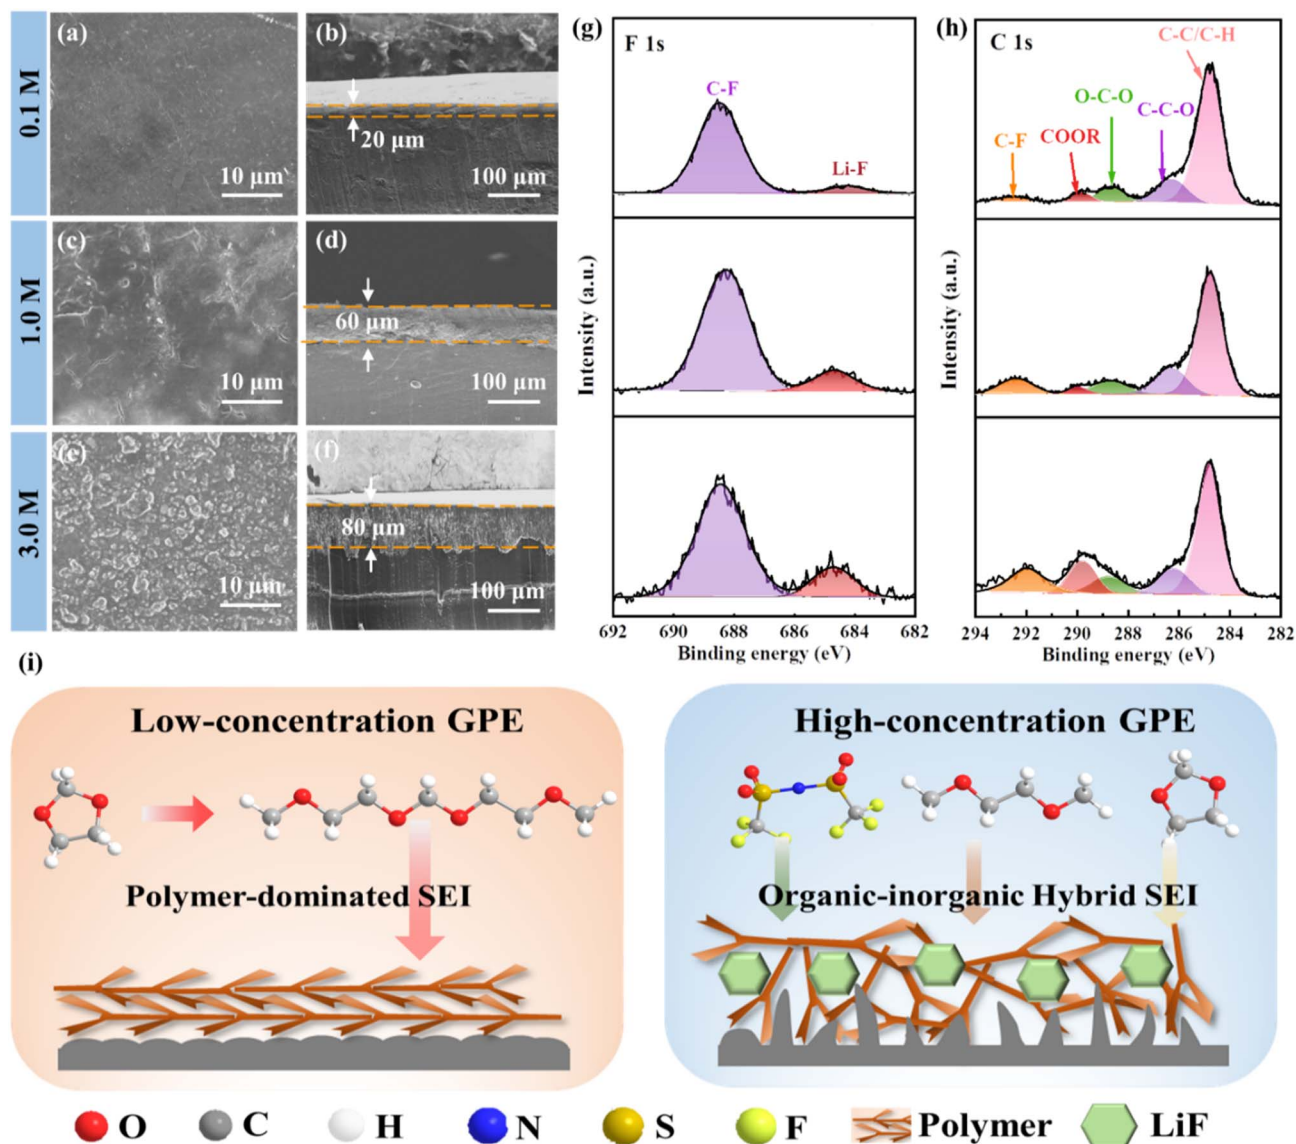 0.1 M
(a)
10 μm
(b)
20 μm
100 μm
1.0 M
(c)
10 μm
(d)
60 μm
100 μm
3.0 M
(e)
10 μm
(f)
80 μm
100 μm
(g)
F 1s
C-F
Li-F
Intensity (a.u.)
692 690 688 686 684 682
Binding energy (eV)
(h)
C 1s
C-C/C-H
O-C-O
C-C-O
C-F
COOR
Intensity (a.u.)
294 292 290 288 286 284 282
Binding energy (eV)
(i)
Low-concentration GPE
Polymer-dominated SEI
High-concentration GPE
Organic-inorganic Hybrid SEI
O C H N S F Polymer LiF